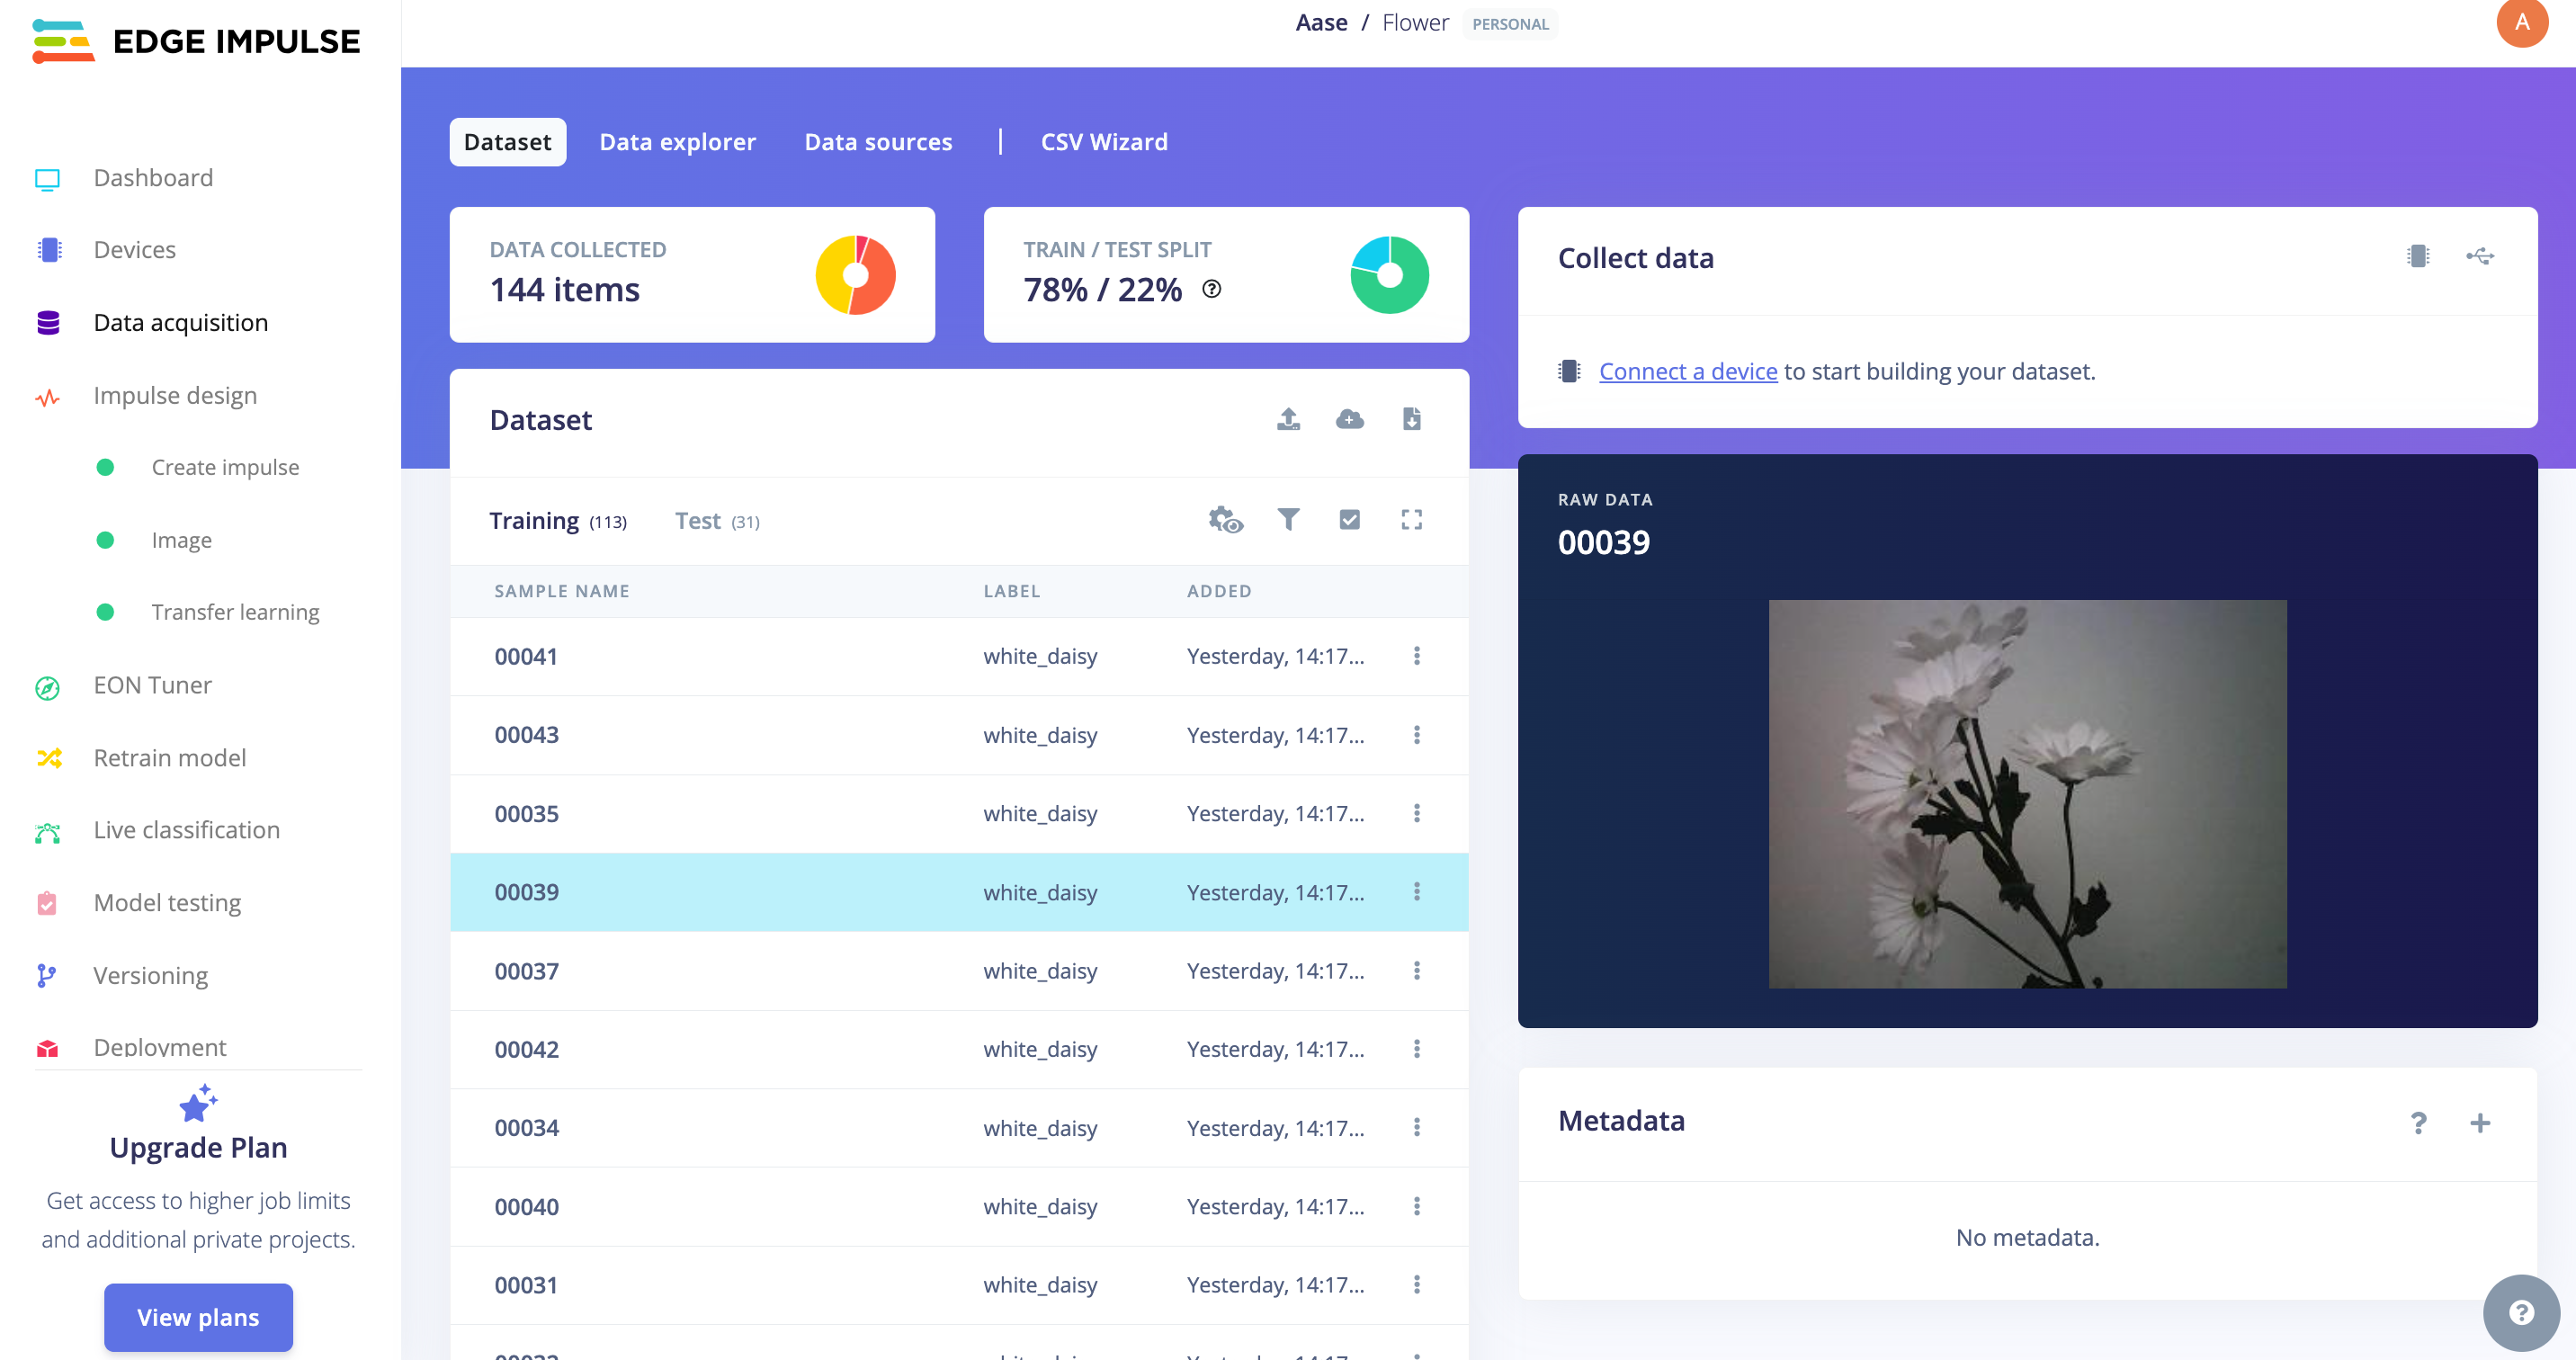 EDGE IMPULSE
Aase / Flower PERSONAL
A
Dashboard
Devices
Data acquisition
Impulse design
Create impulse
Image
Transfer learning
EON Tuner
Retrain model
Live classification
Model testing
Versioning
Deployment
Upgrade Plan
Get access to higher job limits
and additional private projects.
View plans
Dataset Data explorer Data sources | CSV Wizard
DATA COLLECTED
144 items
TRAIN / TEST SPLIT
78% / 22% ?
Dataset
Training (113) Test (31)
SAMPLE NAME LABEL ADDED
00041 white_daisy Yesterday, 14:17...
00043 white_daisy Yesterday, 14:17...
00035 white_daisy Yesterday, 14:17...
00039 white_daisy Yesterday, 14:17...
00037 white_daisy Yesterday, 14:17...
00042 white_daisy Yesterday, 14:17...
00034 white_daisy Yesterday, 14:17...
00040 white_daisy Yesterday, 14:17...
00031 white_daisy Yesterday, 14:17...
Collect data
Connect a device to start building your dataset.
RAW DATA
00039
Metadata
? +
No metadata.
?